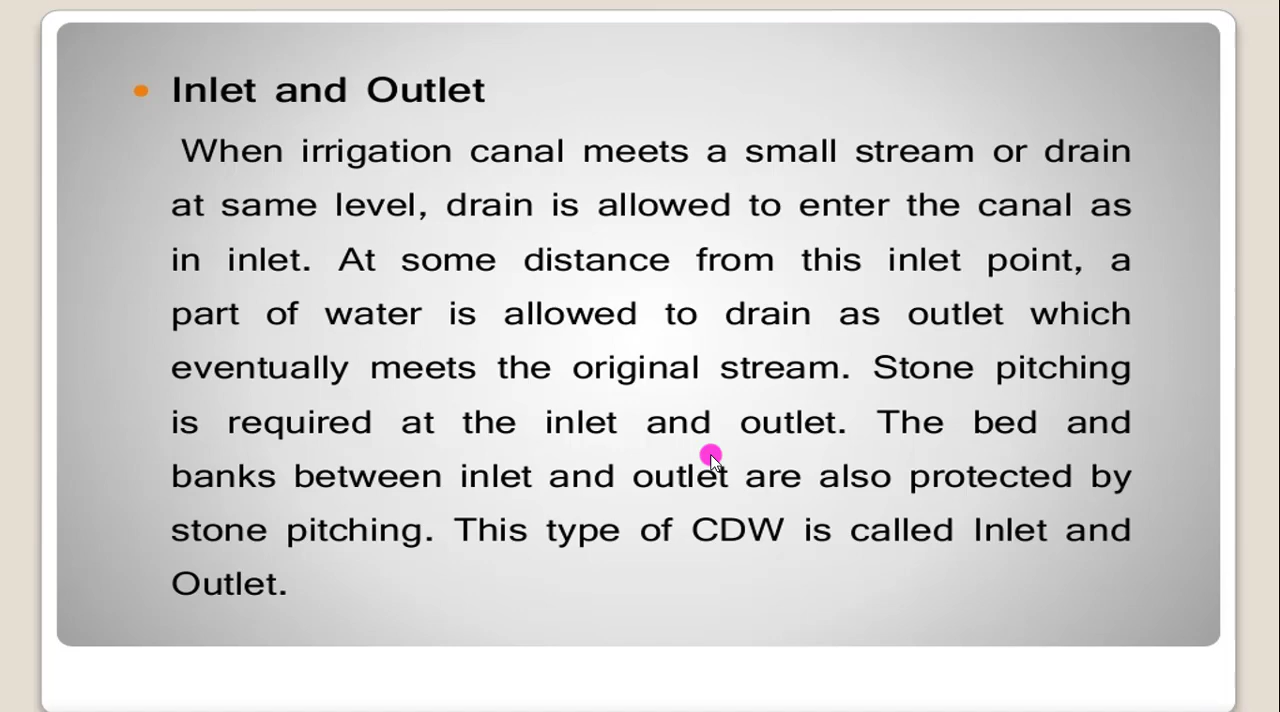 Inlet and Outlet
When irrigation canal meets a small stream or drain
at same level, drain is allowed to enter the canal as
in inlet. At some distance from this inlet point, a
part of water is allowed to drain as outlet which
eventually meets the original stream. Stone pitching
is required at the inlet and outlet. The bed and
banks between inlet and outlet are also protected by
stone pitching. This type of CDW is called Inlet and
Outlet.